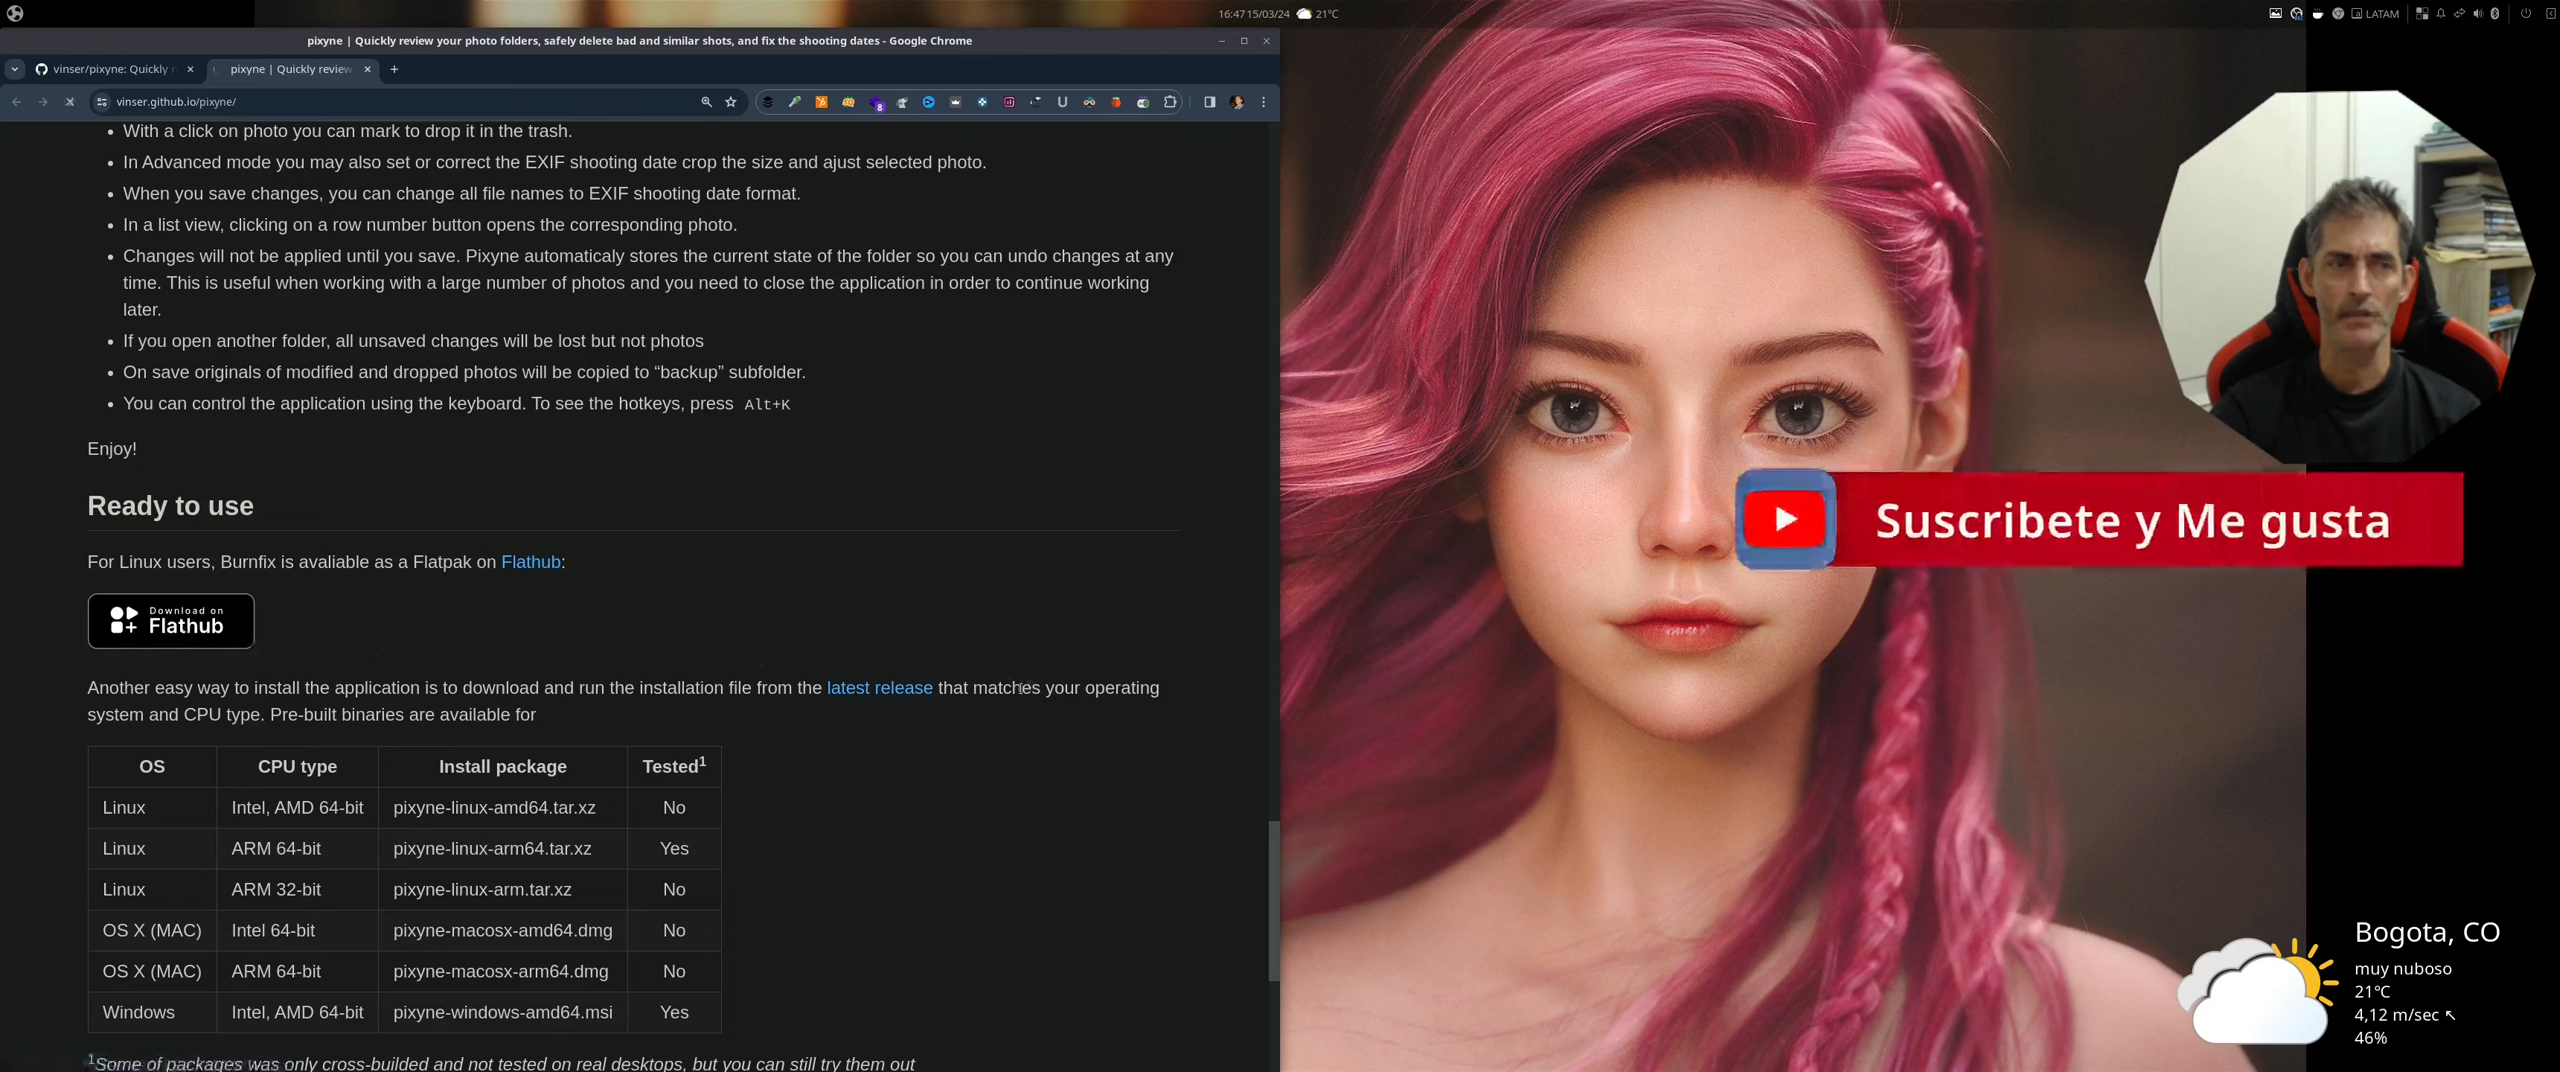 16:47 15/03/24 21°C
LATAM
pixyne | Quickly review your photo folders, safely delete bad and similar shots, and fix the shooting dates - Google Chrome
vinser/pixyne: Quickly r
pixyne | Quickly review
vinser.github.io/pixyne/
8
U
With a click on photo you can mark to drop it in the trash.
In Advanced mode you may also set or correct the EXIF shooting date crop the size and ajust selected photo.
When you save changes, you can change all file names to EXIF shooting date format.
In a list view, clicking on a row number button opens the corresponding photo.
Changes will not be applied until you save. Pixyne automaticaly stores the current state of the folder so you can undo changes at any
time. This is useful when working with a large number of photos and you need to close the application in order to continue working
later.
If you open another folder, all unsaved changes will be lost but not photos
On save originals of modified and dropped photos will be copied to “backup” subfolder.
You can control the application using the keyboard. To see the hotkeys, press Alt+K
Enjoy!
Ready to use
For Linux users, Burnfix is avaliable as a Flatpak on Flathub:
Download on
Flathub
Another easy way to install the application is to download and run the installation file from the latest release that matches your operating
system and CPU type. Pre-built binaries are available for
OS CPU type Install package Tested1
Linux Intel, AMD 64-bit pixyne-linux-amd64.tar.xz No
Linux ARM 64-bit pixyne-linux-arm64.tar.xz Yes
Linux ARM 32-bit pixyne-linux-arm.tar.xz No
OS X (MAC) Intel 64-bit pixyne-macosx-amd64.dmg No
OS X (MAC) ARM 64-bit pixyne-macosx-arm64.dmg No
Windows Intel, AMD 64-bit pixyne-windows-amd64.msi Yes
1Some of packages was only cross-builded and not tested on real desktops, but you can still try them out
Suscribete y Me gusta
Bogota, CO
muy nuboso
21°C
4,12 m/sec ↖
46%